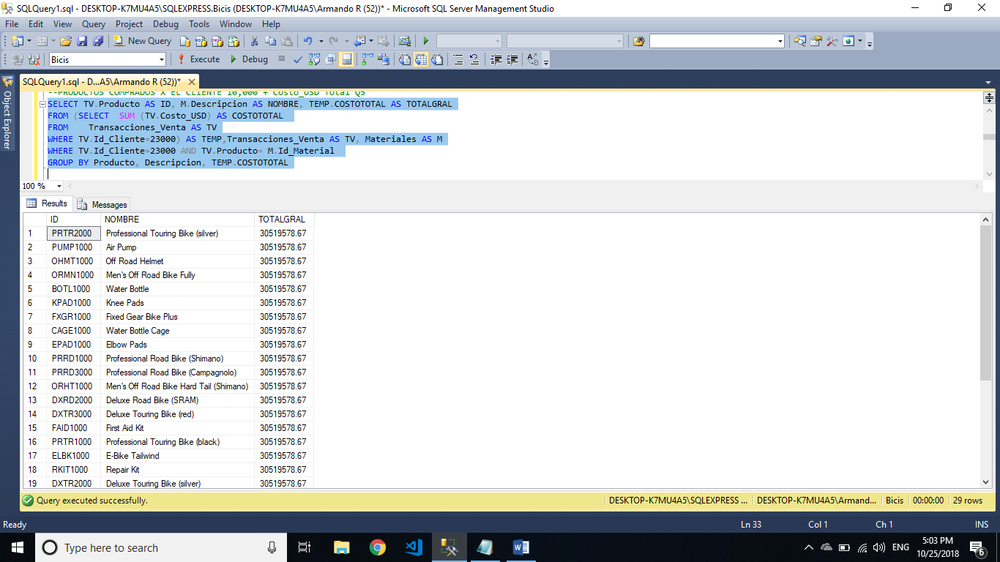 SQLQuery1.sql - DESKTOP-K7MU4A5\SQLEXPRESS.Bicis (DESKTOP-K7MU4A5\Armando R (52))* - Microsoft SQL Server Management Studio
File Edit View Query Project Debug Tools Window Help
New Query
Bicis Execute Debug
SQLQuery1.sql - D...A5\Armando R (52))*
Object Explorer
--PRODUCTOS COMPRADOS X EL CLIENTE 10,000 + Costo_USD Total Q5
SELECT TV.Producto AS ID, M.Descripcion AS NOMBRE, TEMP.COSTOTOTAL AS TOTALGRAL
FROM (SELECT SUM (TV.Costo_USD) AS COSTOTOTAL
FROM Transacciones_Venta AS TV
WHERE TV.Id_Cliente=23000) AS TEMP,Transacciones_Venta AS TV, Materiales AS M
WHERE TV.Id_Cliente=23000 AND TV.Producto= M.Id_Material
GROUP BY Producto, Descripcion, TEMP.COSTOTOTAL
100 %
Results Messages
ID NOMBRE TOTALGRAL
1 PRTR2000 Professional Touring Bike (silver) 30519578.67
2 PUMP1000 Air Pump 30519578.67
3 OHMT1000 Off Road Helmet 30519578.67
4 ORMN1000 Men's Off Road Bike Fully 30519578.67
5 BOTL1000 Water Bottle 30519578.67
6 KPAD1000 Knee Pads 30519578.67
7 FXGR1000 Fixed Gear Bike Plus 30519578.67
8 CAGE1000 Water Bottle Cage 30519578.67
9 EPAD1000 Elbow Pads 30519578.67
10 PRRD1000 Professional Road Bike (Shimano) 30519578.67
11 PRRD3000 Professional Road Bike (Campagnolo) 30519578.67
12 ORHT1000 Men's Off Road Bike Hard Tail (Shimano) 30519578.67
13 DXRD2000 Deluxe Road Bike (SRAM) 30519578.67
14 DXTR3000 Deluxe Touring Bike (red) 30519578.67
15 FAID1000 First Aid Kit 30519578.67
16 PRTR1000 Professional Touring Bike (black) 30519578.67
17 ELBK1000 E-Bike Tailwind 30519578.67
18 RKIT1000 Repair Kit 30519578.67
19 DXTR2000 Deluxe Touring Bike (silver) 30519578.67
Query executed successfully. DESKTOP-K7MU4A5\SQLEXPRESS ... DESKTOP-K7MU4A5\Armand... Bicis 00:00:00 29 rows
Ready Ln 33 Col 1 Ch 1 INS
Type here to search ENG 5:03 PM
10/25/2018 6